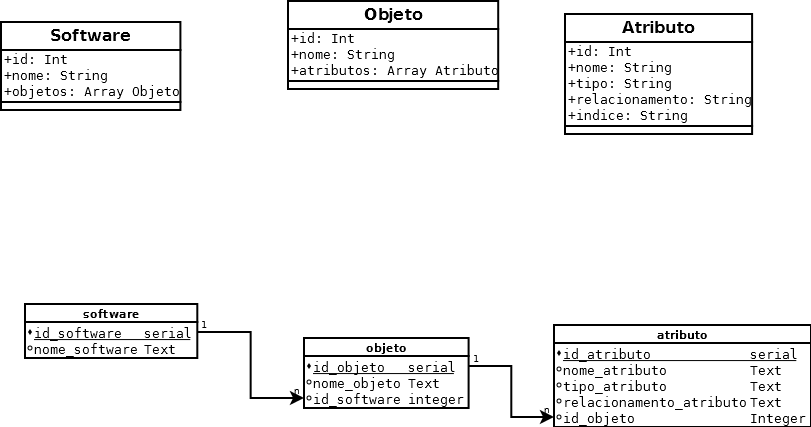 Software
+id: Int
+nome: String
+objetos: Array Objeto
Objeto
+id: Int
+nome: String
+atributos: Array Atributo
Atributo
+id: Int
+nome: String
+tipo: String
+relacionamento: String
+indice: String
software
id_software serial
nome_software Text
1
n
objeto
id_objeto serial
nome_objeto Text
id_software integer
1
n
atributo
id_atributo serial
nome_atributo Text
tipo_atributo Text
relacionamento_atributo Text
id_objeto Integer